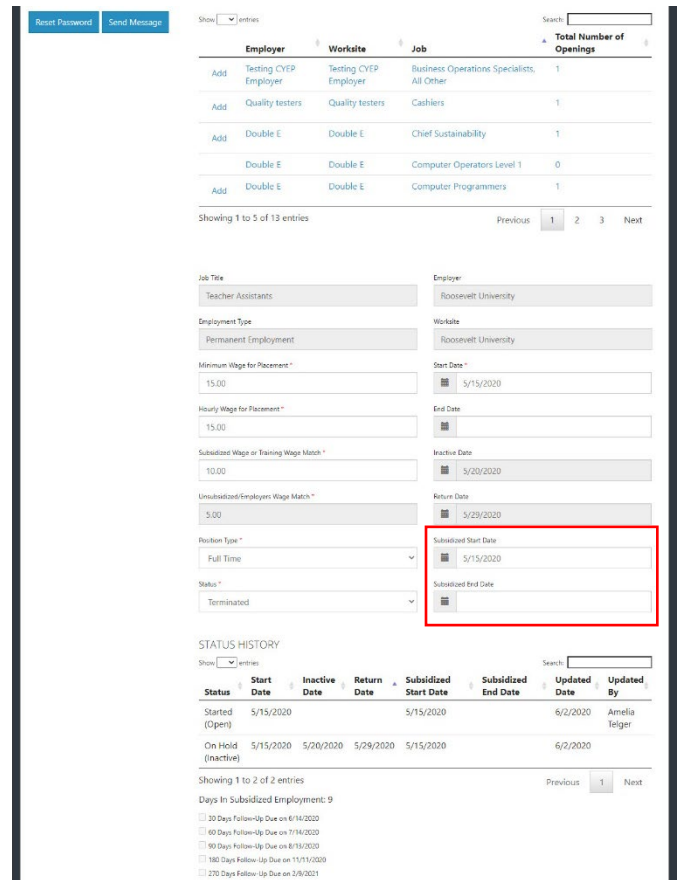 Reset Password Send Message
Show entries Search:
Employer Worksite Job Total Number of Openings
Add Testing CYEP Employer Testing CYEP Employer Business Operations Specialists, All Other 1
Add Quality testers Quality testers Cashiers 1
Add Double E Double E Chief Sustainability 1
Double E Double E Computer Operators Level 1 0
Add Double E Double E Computer Programmers 1
Showing 1 to 5 of 13 entries Previous 1 2 3 Next
Job Title Employer
Teacher Assistants Roosevelt University
Employment Type Worksite
Permanent Employment Roosevelt University
Minimum Wage for Placement * Start Date *
15.00 5/15/2020
Hourly Wage for Placement * End Date
15.00
Subsidized Wage or Training Wage Match * Inactive Date
10.00 5/20/2020
Unsubsidized/Employers Wage Match * Return Date
5.00 5/29/2020
Position Type * Subsidized Start Date
Full Time 5/15/2020
Status * Subsidized End Date
Terminated
STATUS HISTORY
Show entries Search:
Status Start Date Inactive Date Return Date Subsidized Start Date Subsidized End Date Updated Date Updated By
Started (Open) 5/15/2020 5/15/2020 6/2/2020 Amelia Telger
On Hold (Inactive) 5/15/2020 5/20/2020 5/29/2020 5/15/2020 6/2/2020
Showing 1 to 2 of 2 entries Previous 1 Next
Days In Subsidized Employment: 9
30 Days Follow-Up Due on 6/14/2020
60 Days Follow-Up Due on 7/14/2020
90 Days Follow-Up Due on 8/13/2020
180 Days Follow-Up Due on 11/11/2020
270 Days Follow-Up Due on 2/9/2021